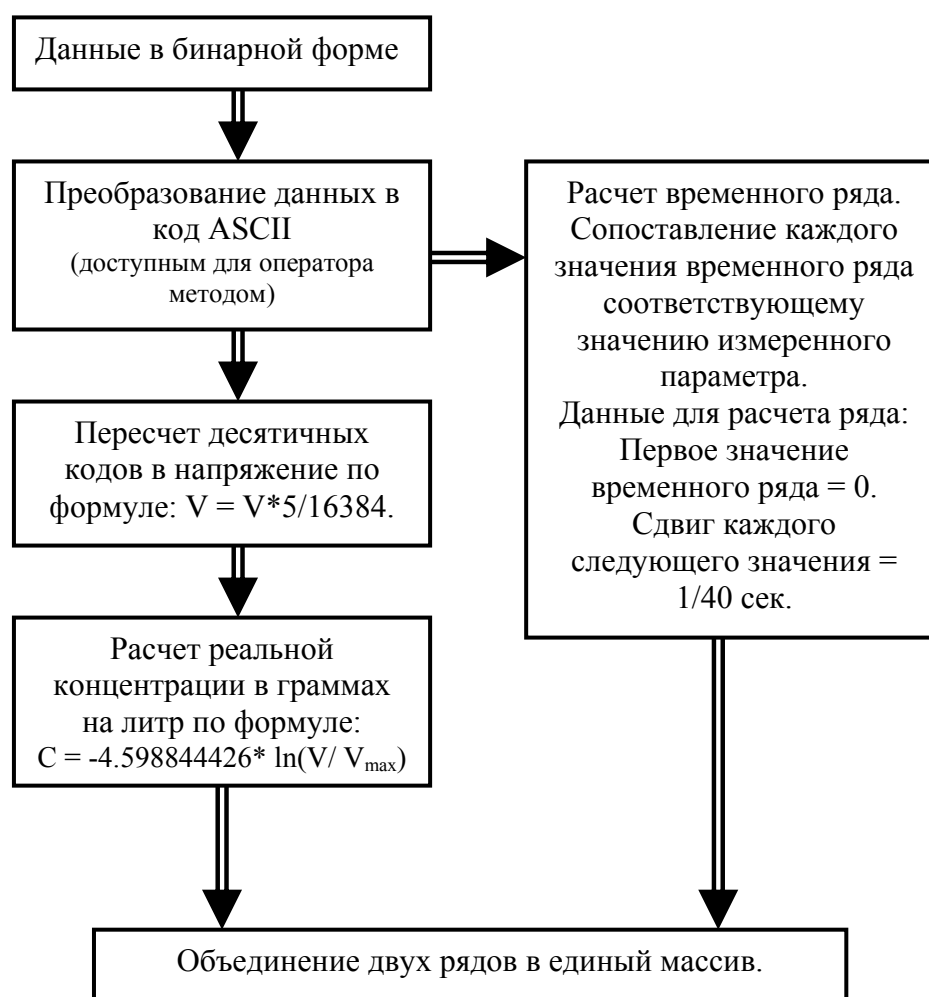 Данные в бинарной форме
Преобразование данных в
код ASCII
(доступным для оператора
методом)
Расчет временного ряда.
Сопоставление каждого
значения временного ряда
соответствующему
значению измеренного
параметра.
Данные для расчета ряда:
Первое значение
временного ряда = 0.
Сдвиг каждого
следующего значения =
1/40 сек.
Пересчет десятичных
кодов в напряжение по
формуле: V = V*5/16384.
Расчет реальной
концентрации в граммах
на литр по формуле:
C = -4.598844426* ln(V/ Vmax)
Объединение двух рядов в единый массив.